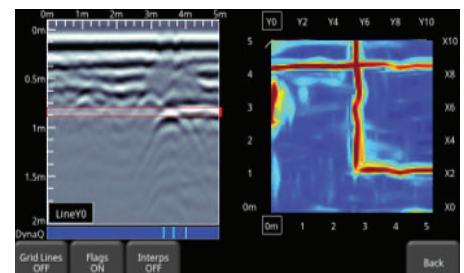 0m 1m 2m 3m 4m 5m
0m
0.5m
1m
1.5m
2m
LineY0
DynaQ
Y0 Y2 Y4 Y6 Y8 Y10
5 X10
4 X8
3 X6
2 X4
1 X2
0m X0
0m 1 2 3 4 5
Grid Lines
OFF
Flags
ON
Interps
OFF
Back